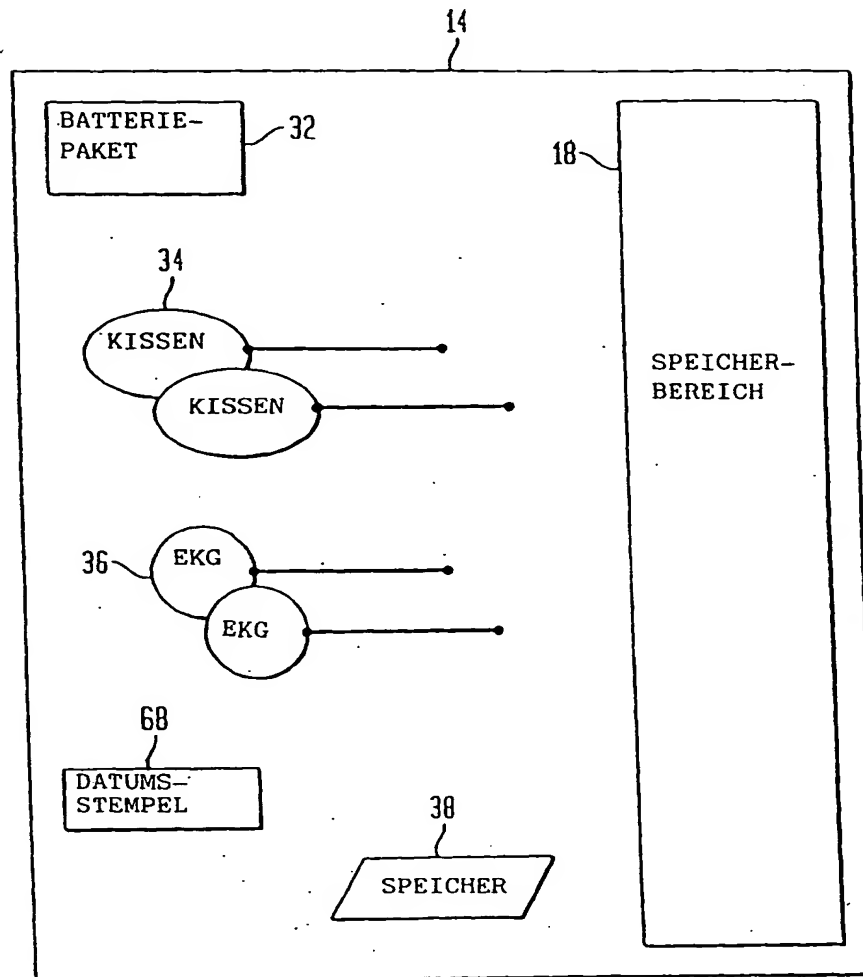 14
BATTERIE-
PAKET
32
18
34
KISSEN
KISSEN
SPEICHER-
BEREICH
36
EKG
EKG
68
DATUMS-
STEMPEL
38
SPEICHER